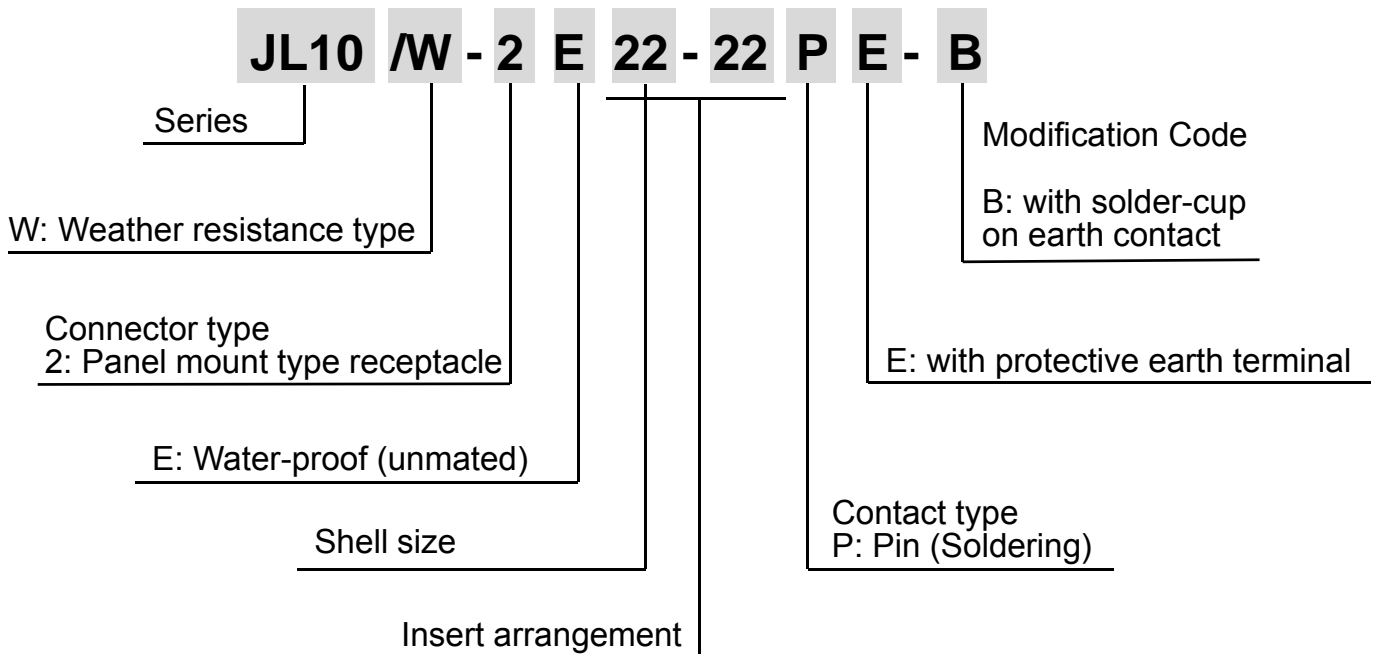 JL10 /W - 2 E 22 - 22 P E - B
Series
Modification Code
W: Weather resistance type
B: with solder-cup
on earth contact
Connector type
2: Panel mount type receptacle
E: with protective earth terminal
E: Water-proof (unmated)
Contact type
P: Pin (Soldering)
Shell size
Insert arrangement